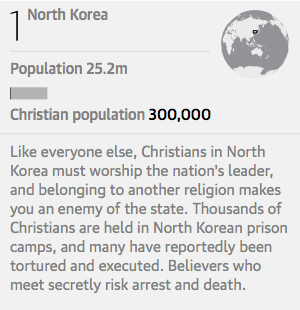 1 North Korea
Population 25.2m
Christian population 300,000
Like everyone else, Christians in North
Korea must worship the nation's leader,
and belonging to another religion makes
you an enemy of the state. Thousands of
Christians are held in North Korean prison
camps, and many have reportedly been
tortured and executed. Believers who
meet secretly risk arrest and death.